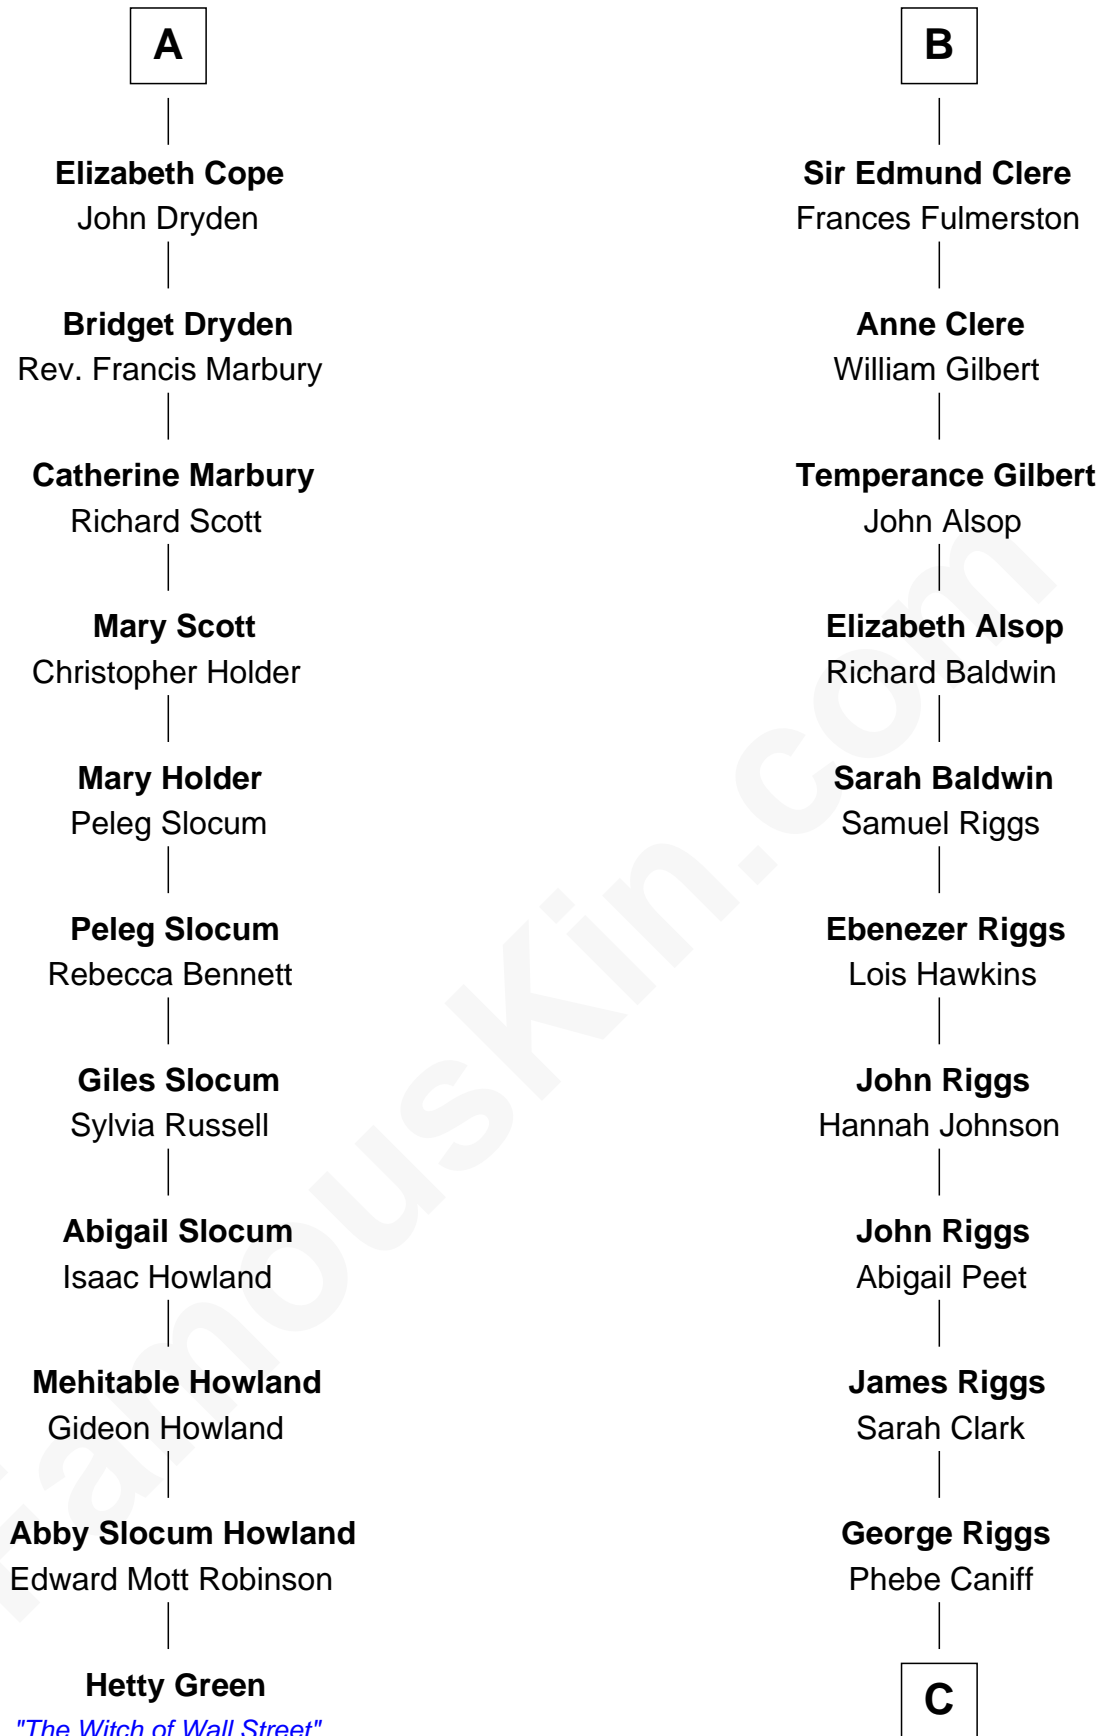 A
Elizabeth Cope
John Dryden
Bridget Dryden
Rev. Francis Marbury
Catherine Marbury
Richard Scott
Mary Scott
Christopher Holder
Mary Holder
Peleg Slocum
Peleg Slocum
Rebecca Bennett
Giles Slocum
Sylvia Russell
Abigail Slocum
Isaac Howland
Mehitable Howland
Gideon Howland
Abby Slocum Howland
Edward Mott Robinson
Hetty Green
"The Witch of Wall Street"
B
Sir Edmund Clere
Frances Fulmerston
Anne Clere
William Gilbert
Temperance Gilbert
John Alsop
Elizabeth Alsop
Richard Baldwin
Sarah Baldwin
Samuel Riggs
Ebenezer Riggs
Lois Hawkins
John Riggs
Hannah Johnson
John Riggs
Abigail Peet
James Riggs
Sarah Clark
George Riggs
Phebe Caniff
C
FamousKin.com